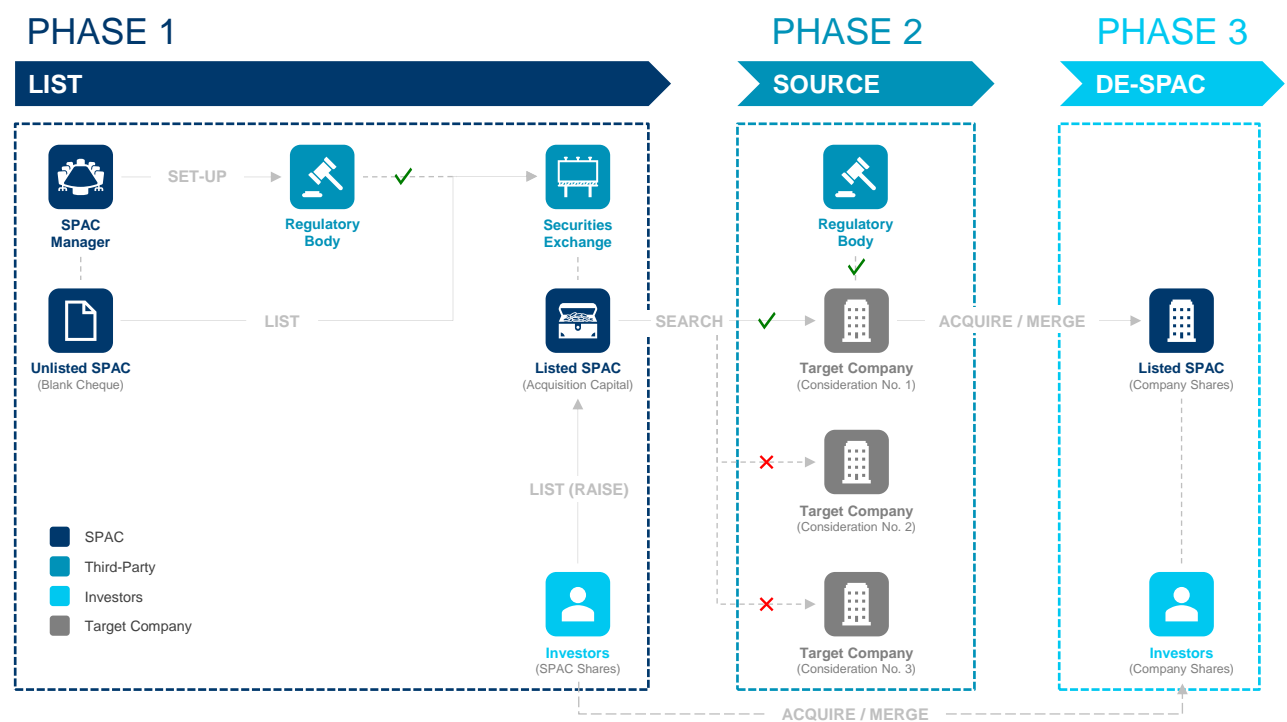 PHASE 1
PHASE 2
PHASE 3
LIST
SOURCE
DE-SPAC
SET-UP
SPAC
Manager
Regulatory
Body
Securities
Exchange
Regulatory
Body
LIST
SEARCH
ACQUIRE / MERGE
Unlisted SPAC
(Blank Cheque)
Listed SPAC
(Acquisition Capital)
Target Company
(Consideration No. 1)
Listed SPAC
(Company Shares)
LIST (RAISE)
Target Company
(Consideration No. 2)
SPAC
Third-Party
Investors
Target Company
Investors
(SPAC Shares)
Target Company
(Consideration No. 3)
Investors
(Company Shares)
ACQUIRE / MERGE